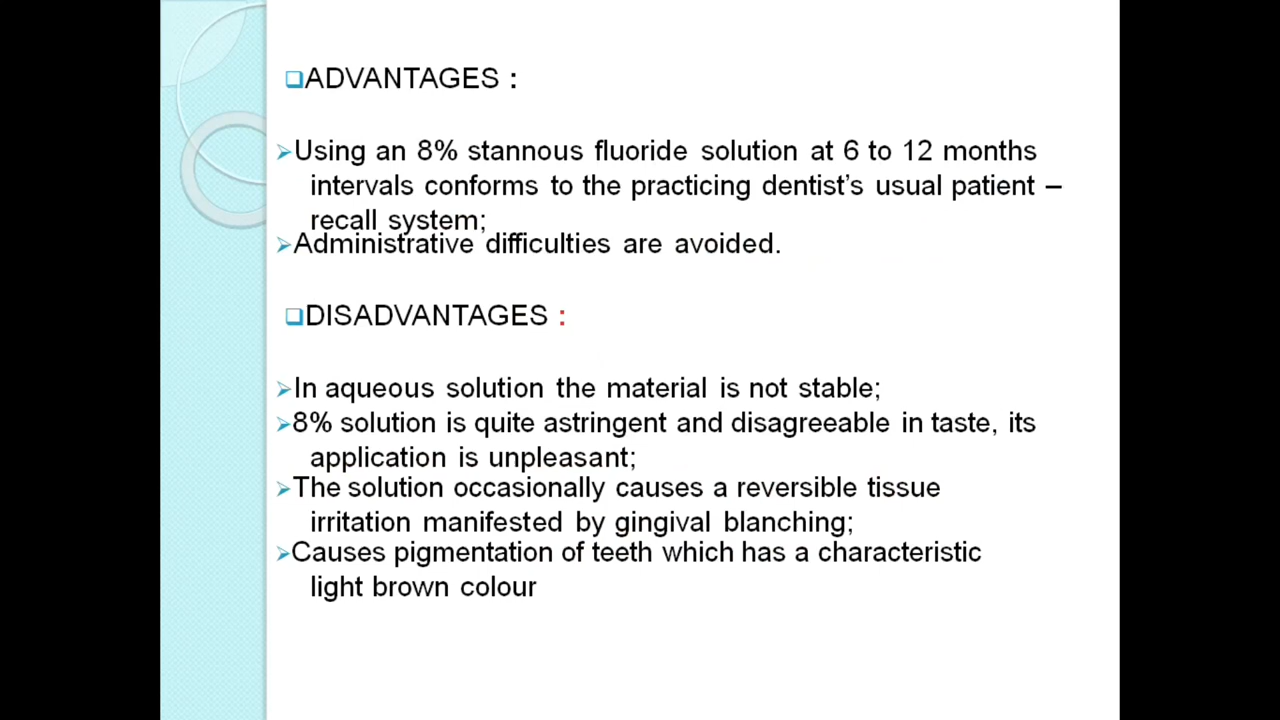 ❑ADVANTAGES :
➢Using an 8% stannous fluoride solution at 6 to 12 months
intervals conforms to the practicing dentist’s usual patient –
recall system;
➢Administrative difficulties are avoided.
❑DISADVANTAGES :
➢In aqueous solution the material is not stable;
➢8% solution is quite astringent and disagreeable in taste, its
application is unpleasant;
➢The solution occasionally causes a reversible tissue
irritation manifested by gingival blanching;
➢Causes pigmentation of teeth which has a characteristic
light brown colour